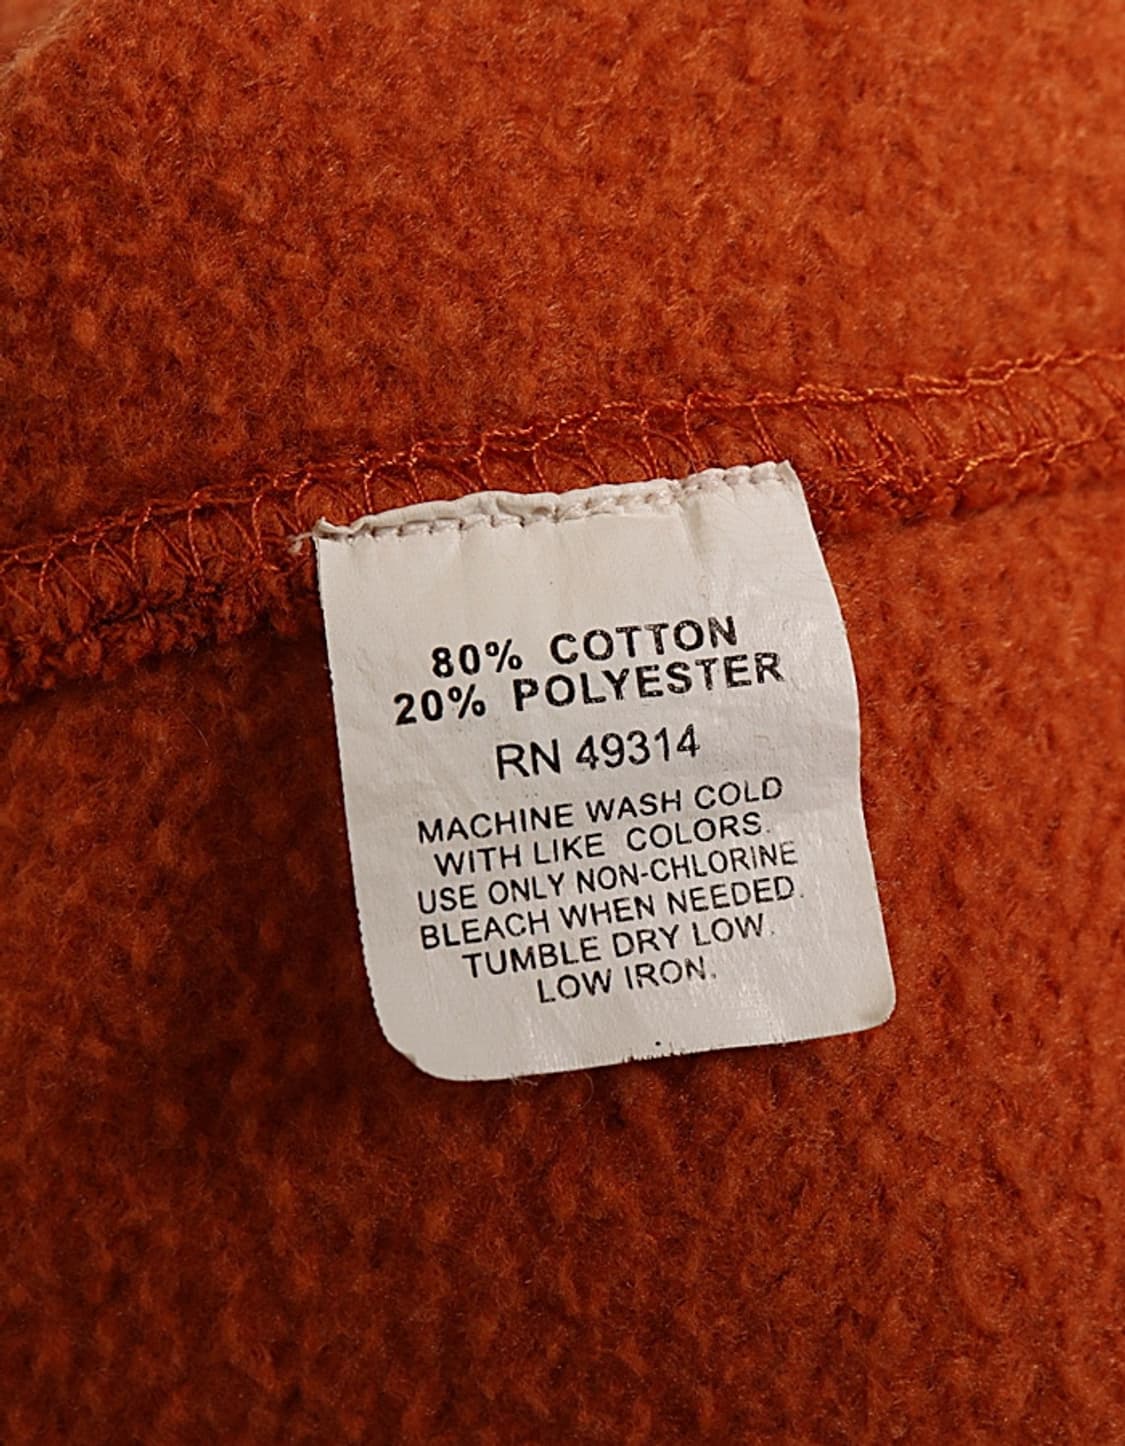 80% COTTON
20% POLYESTER
RN 49314
MACHINE WASH COLD
WITH LIKE COLORS.
USE ONLY NON-CHLORINE
BLEACH WHEN NEEDED.
TUMBLE DRY LOW.
LOW IRON.